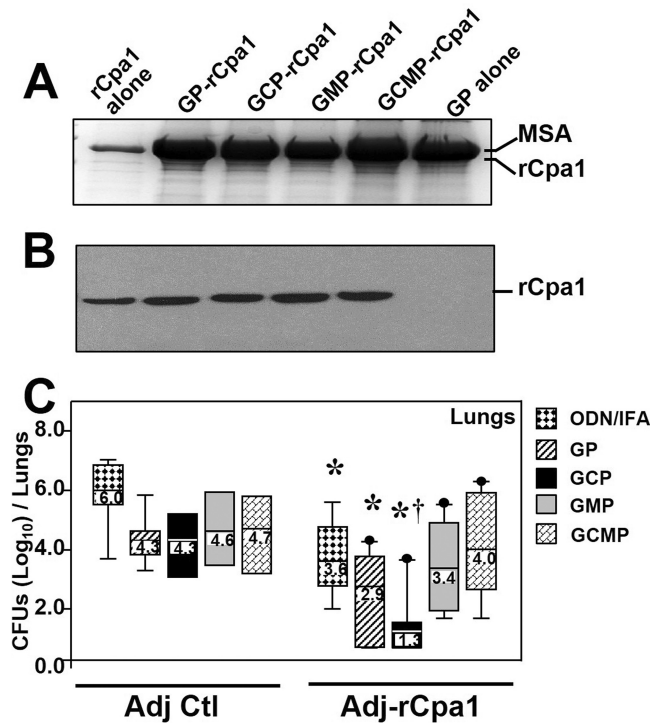 A
rCpa1
alone
GP-rCpa1
GCP-rCpa1
GMP-rCpa1
GCMP-rCpa1
GP alone
MSA
rCpa1
B
rCpa1
C
Lungs
CFUs (Log10) / Lungs
8.0
6.0
4.0
2.0
0.0
6.0
4.3
4.3
4.6
4.7
* * *†
3.6
2.9
1.3
3.4
4.0
ODN/IFA
GP
GCP
GMP
GCMP
Adj Ctl
Adj-rCpa1